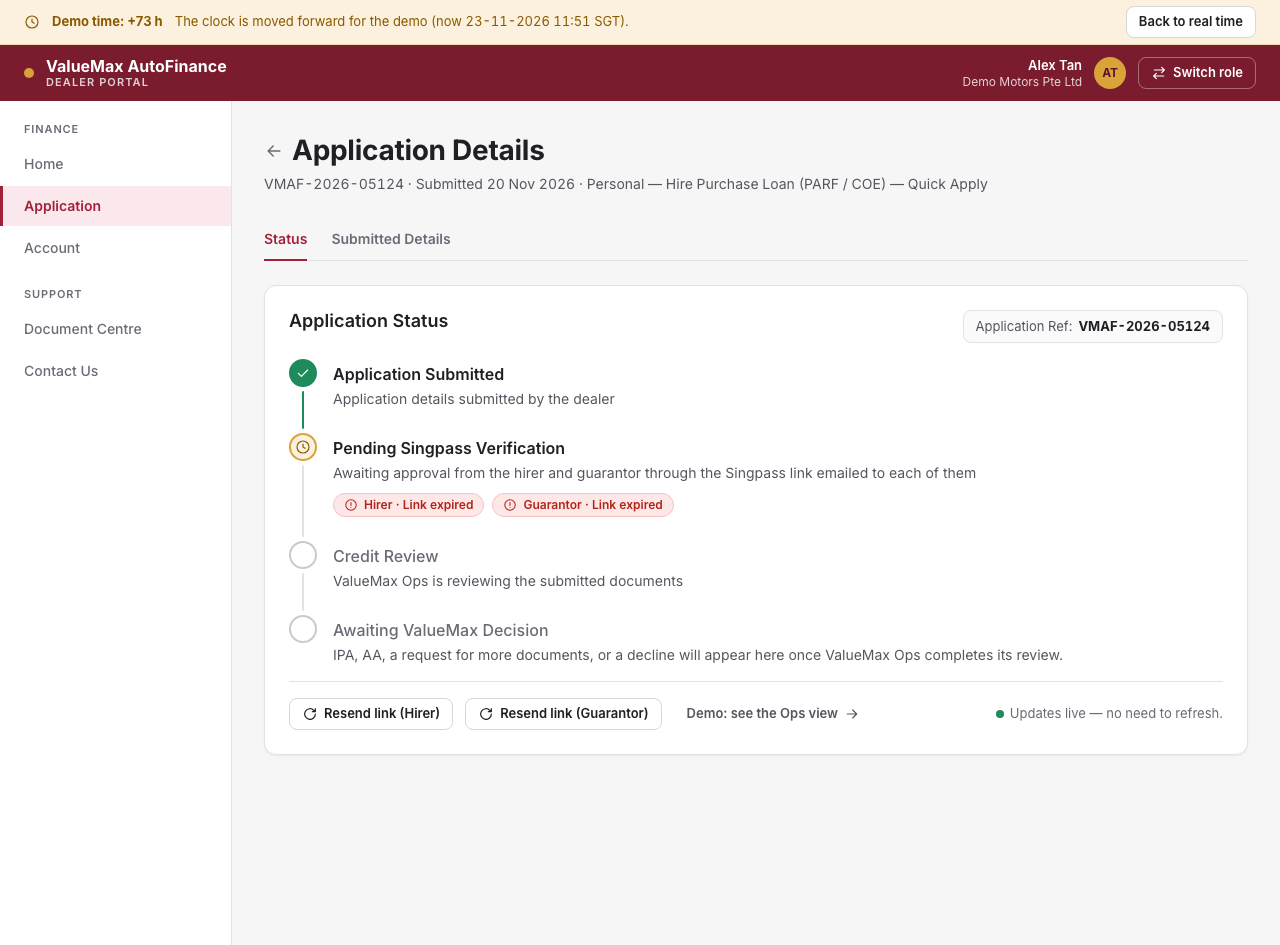 Demo time: +73 h The clock is moved forward for the demo (now 23-11-2026 11:51 SGT).
Back to real time
ValueMax AutoFinance
DEALER PORTAL
Alex Tan
Demo Motors Pte Ltd
AT
Switch role
FINANCE
Home
Application
Account
SUPPORT
Document Centre
Contact Us
Application Details
VMAF-2026-05124 · Submitted 20 Nov 2026 · Personal — Hire Purchase Loan (PARF / COE) — Quick Apply
Status Submitted Details
Application Status
Application Ref: VMAF-2026-05124
Application Submitted
Application details submitted by the dealer
Pending Singpass Verification
Awaiting approval from the hirer and guarantor through the Singpass link emailed to each of them
Hirer · Link expired Guarantor · Link expired
Credit Review
ValueMax Ops is reviewing the submitted documents
Awaiting ValueMax Decision
IPA, AA, a request for more documents, or a decline will appear here once ValueMax Ops completes its review.
Resend link (Hirer) Resend link (Guarantor) Demo: see the Ops view → Updates live — no need to refresh.